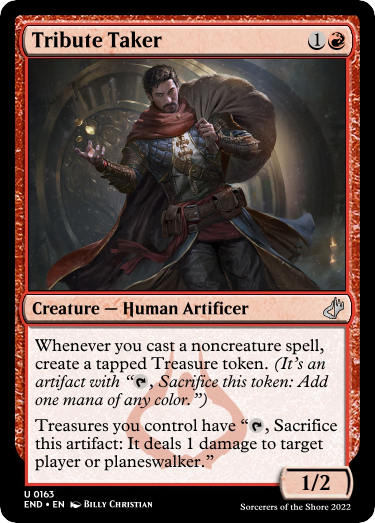 Tribute Taker 1
Creature — Human Artificer
Whenever you cast a noncreature spell,
create a tapped Treasure token. (It's an
artifact with “, Sacrifice this token: Add
one mana of any color.”)
Treasures you control have “, Sacrifice
this artifact: It deals 1 damage to target
player or planeswalker.”
1/2
U 0163
END • EN Billy Christian
Sorcerers of the Shore 2022